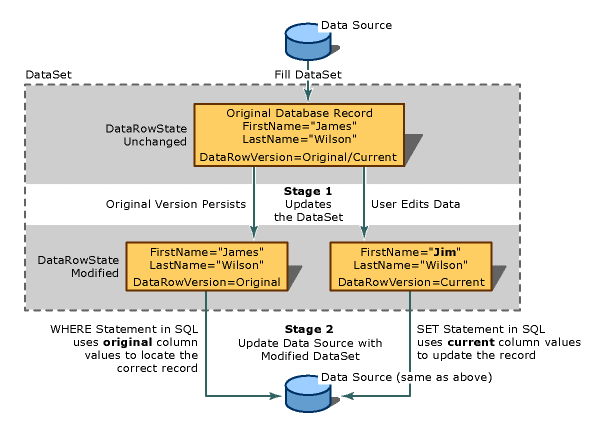 Data Source
DataSet
Fill DataSet
Original Database Record
FirstName="James"
LastName="Wilson"
DataRowVersion=Original/Current
DataRowState
Unchanged
Original Version Persists
Stage 1
Updates
the DataSet
User Edits Data
DataRowState
Modified
FirstName="James"
LastName="Wilson"
DataRowVersion=Original
FirstName="Jim"
LastName="Wilson"
DataRowVersion=Current
WHERE Statement in SQL
uses original column
values to locate the
correct record
Stage 2
Update Data Source with
Modified DataSet
SET Statement in SQL
uses current column values
to update the record
Data Source (same as above)